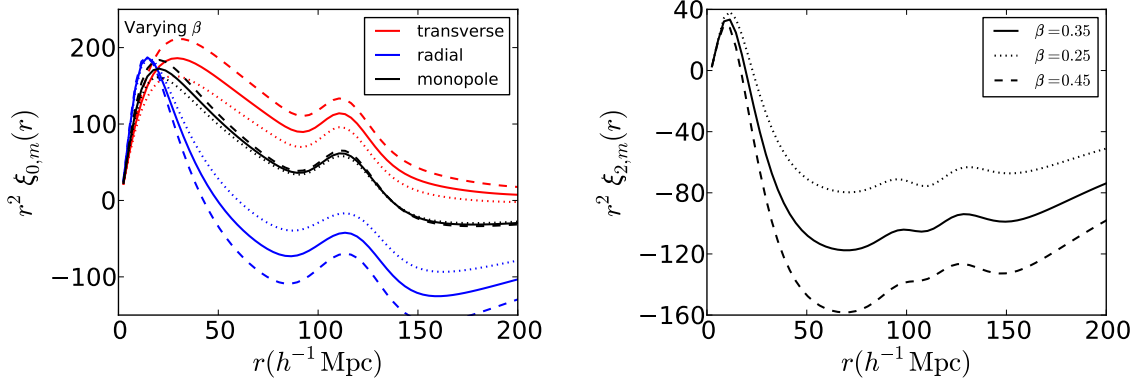 Varying β
transverse
radial
monopole
200
100
0
−100
0
50
100
150
200
r(h⁻¹ Mpc)
r² ξ₀,ₘ(r)
β=0.35
β=0.25
β=0.45
40
0
−40
−80
−120
−160
0
50
100
150
200
r(h⁻¹ Mpc)
r² ξ₂,ₘ(r)